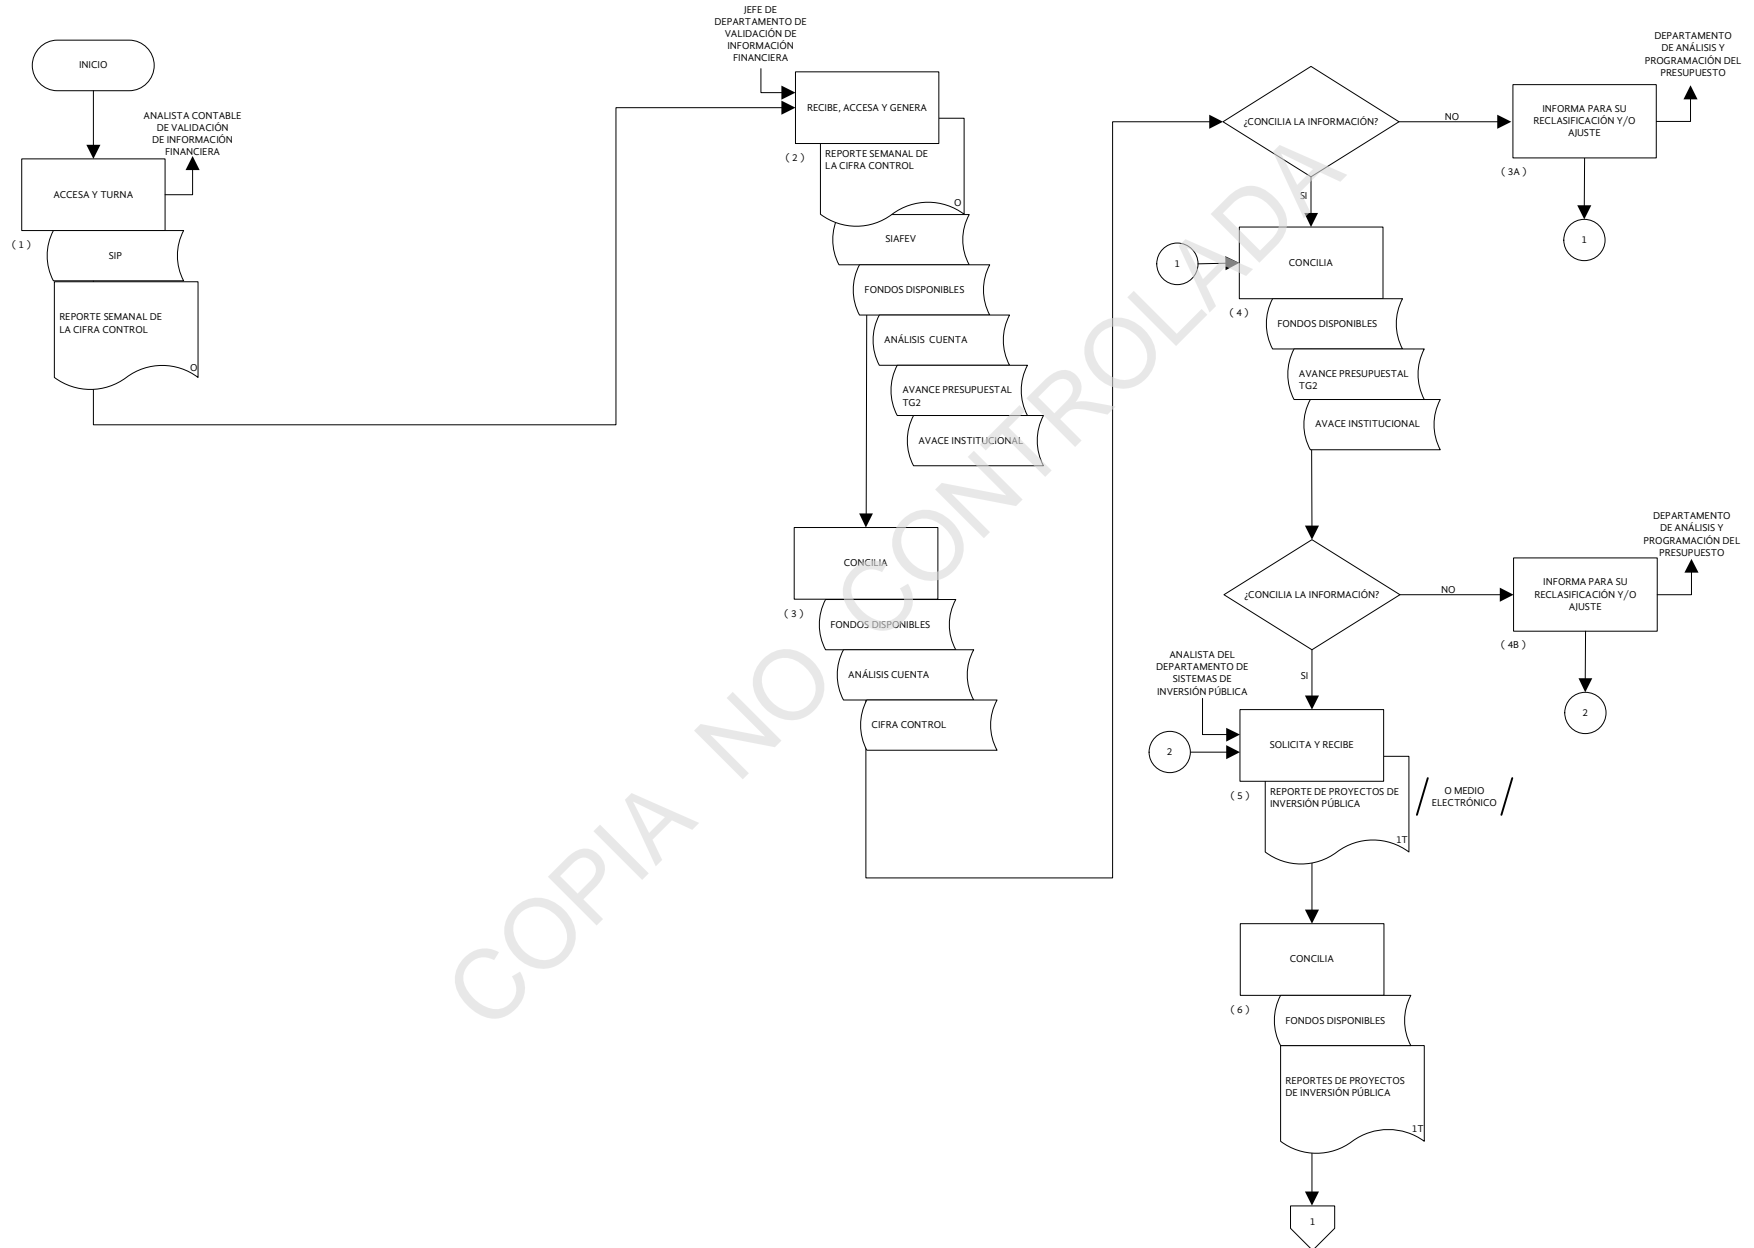 INICIO
ANALISTA CONTABLE
DE VALIDACIÓN
DE INFORMACIÓN
FINANCIERA
ACCESA Y TURNA
( 1 )
SIP
REPORTE SEMANAL DE
LA CIFRA CONTROL
O
JEFE DE
DEPARTAMENTO DE
VALIDACIÓN DE
INFORMACIÓN
FINANCIERA
RECIBE, ACCESA Y GENERA
( 2 )
REPORTE SEMANAL DE
LA CIFRA CONTROL
O
SIAFEV
FONDOS DISPONIBLES
ANÁLISIS CUENTA
AVANCE PRESUPUESTAL
TG2
AVACE INSTITUCIONAL
CONCILIA
( 3 )
FONDOS DISPONIBLES
ANÁLISIS CUENTA
CIFRA CONTROL
¿CONCILIA LA INFORMACIÓN?
NO
SI
INFORMA PARA SU
RECLASIFICACIÓN Y/O
AJUSTE
( 3A )
DEPARTAMENTO
DE ANÁLISIS Y
PROGRAMACIÓN DEL
PRESUPUESTO
1
1
CONCILIA
( 4 )
FONDOS DISPONIBLES
AVANCE PRESUPUESTAL
TG2
AVACE INSTITUCIONAL
¿CONCILIA LA INFORMACIÓN?
NO
SI
INFORMA PARA SU
RECLASIFICACIÓN Y/O
AJUSTE
( 4B )
DEPARTAMENTO
DE ANÁLISIS Y
PROGRAMACIÓN DEL
PRESUPUESTO
2
ANALISTA DEL
DEPARTAMENTO DE
SISTEMAS DE
INVERSIÓN PÚBLICA
2
SOLICITA Y RECIBE
( 5 )
REPORTE DE PROYECTOS DE
INVERSIÓN PÚBLICA
1T
/ O MEDIO
ELECTRÓNICO /
CONCILIA
( 6 )
FONDOS DISPONIBLES
REPORTES DE PROYECTOS
DE INVERSIÓN PÚBLICA
1T
1
COPIA NO CONTROLADA